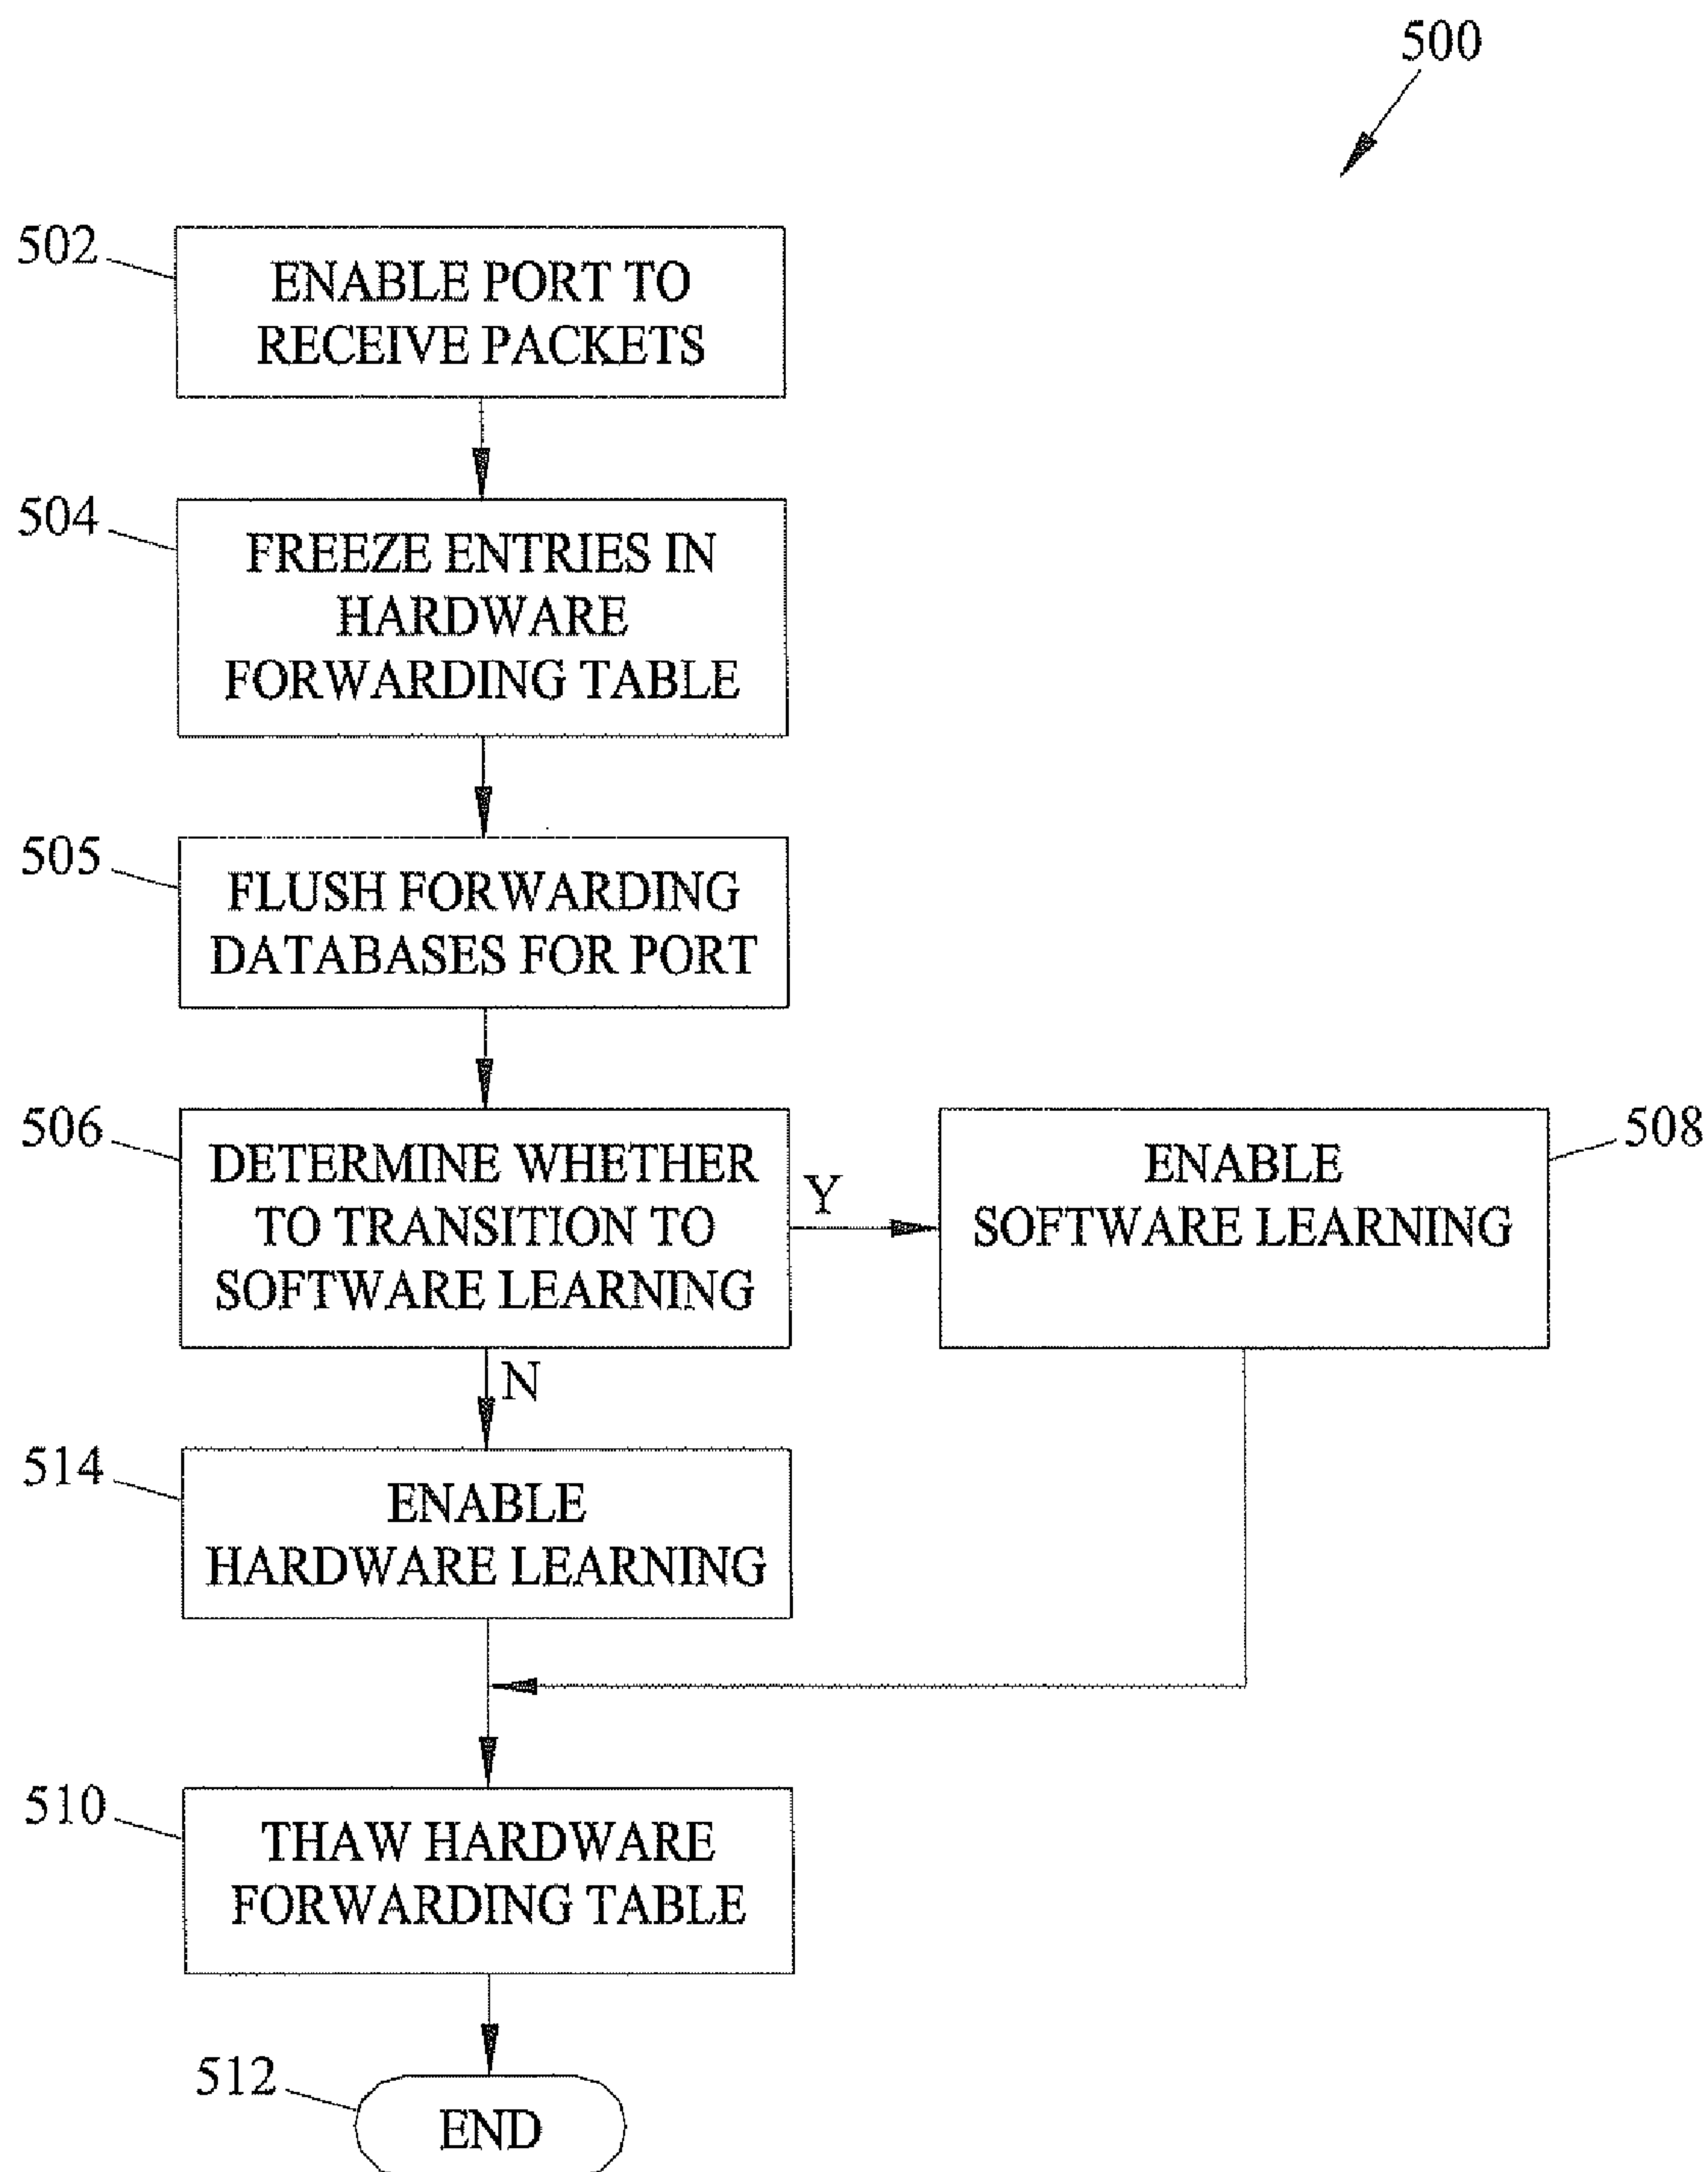 500
502
ENABLE PORT TO
RECEIVE PACKETS
504
FREEZE ENTRIES IN
HARDWARE
FORWARDING TABLE
505
FLUSH FORWARDING
DATABASES FOR PORT
506
DETERMINE WHETHER
TO TRANSITION TO
SOFTWARE LEARNING
Y
508
ENABLE
SOFTWARE LEARNING
N
514
ENABLE
HARDWARE LEARNING
510
THAW HARDWARE
FORWARDING TABLE
512
END